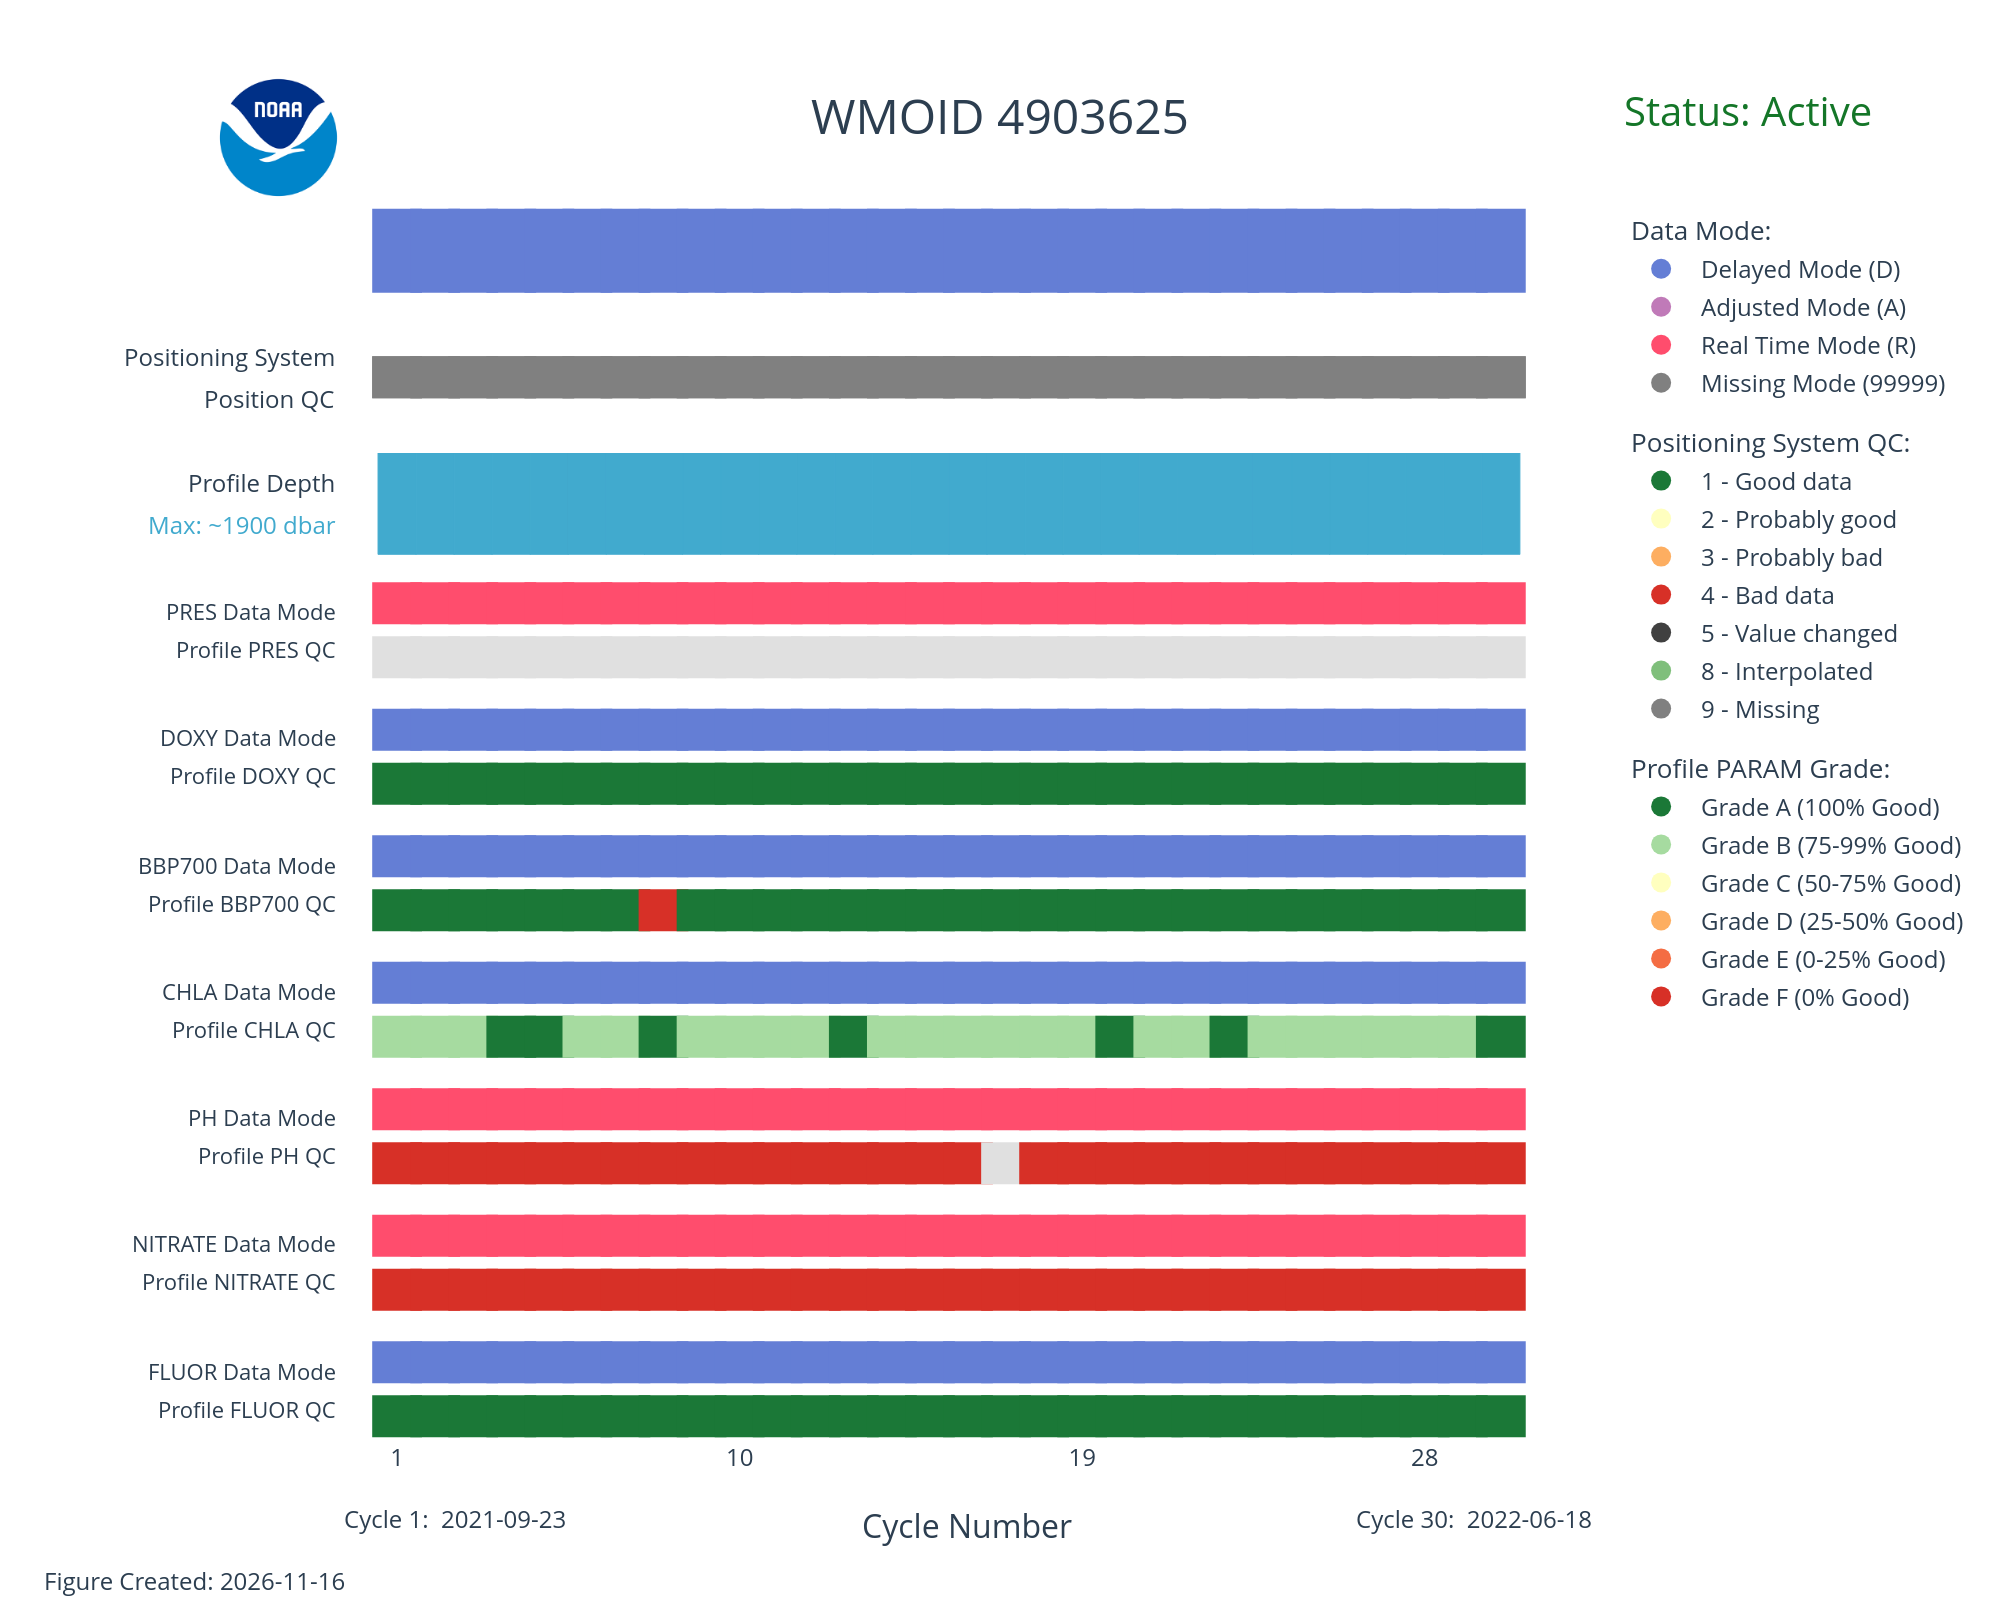 NOAA
WMOID 4903625
Status: Active
Data Mode:
Delayed Mode (D)
Adjusted Mode (A)
Real Time Mode (R)
Missing Mode (99999)
Positioning System QC:
1 - Good data
2 - Probably good
3 - Probably bad
4 - Bad data
5 - Value changed
8 - Interpolated
9 - Missing
Profile PARAM Grade:
Grade A (100% Good)
Grade B (75-99% Good)
Grade C (50-75% Good)
Grade D (25-50% Good)
Grade E (0-25% Good)
Grade F (0% Good)
Positioning System
Position QC
Profile Depth
Max: ~1900 dbar
PRES Data Mode
Profile PRES QC
DOXY Data Mode
Profile DOXY QC
BBP700 Data Mode
Profile BBP700 QC
CHLA Data Mode
Profile CHLA QC
PH Data Mode
Profile PH QC
NITRATE Data Mode
Profile NITRATE QC
FLUOR Data Mode
Profile FLUOR QC
1 10 19 28
Cycle 1: 2021-09-23
Cycle Number
Cycle 30: 2022-06-18
Figure Created: 2026-11-16